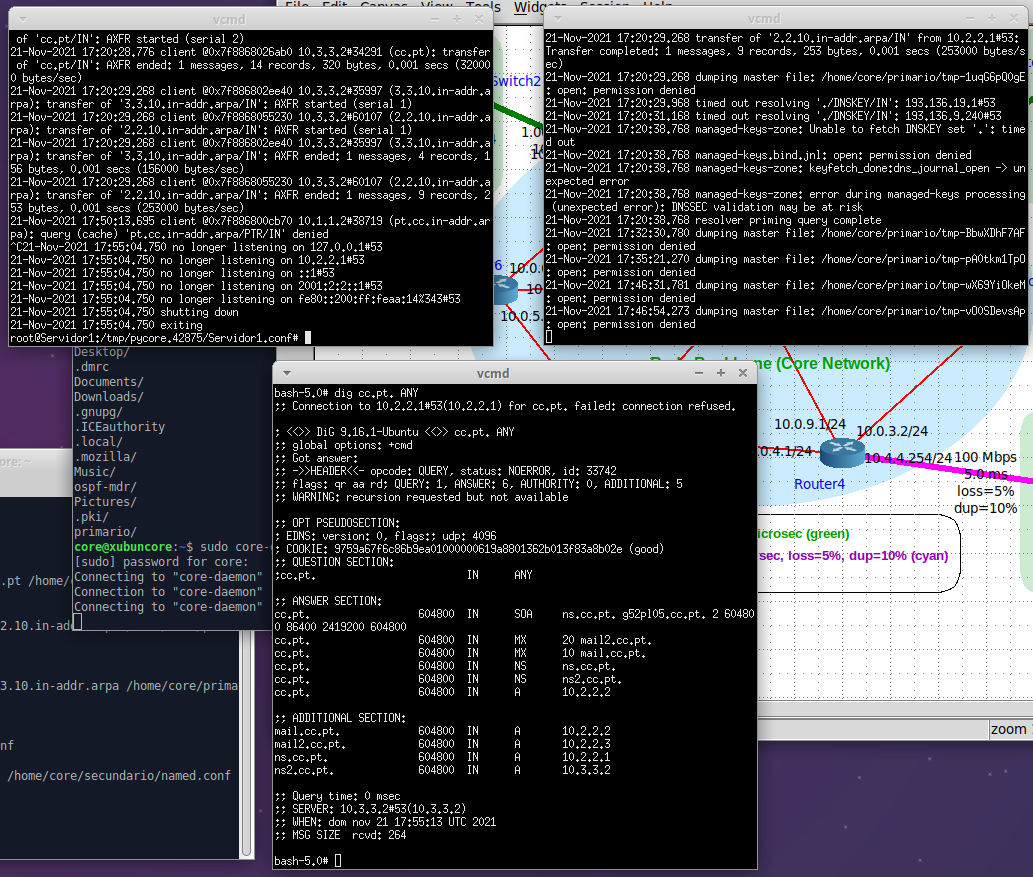 File Edit Canvas View Tools Widgets Session Help
vcmd
of 'cc.pt/IN': AXFR started (serial 2)
21-Nov-2021 17:20:28.776 client @0x7f8868026ab0 10.3.3.2#34291 (cc.pt): transfer
of 'cc.pt/IN': AXFR ended: 1 messages, 14 records, 320 bytes, 0.001 secs (32000
0 bytes/sec)
21-Nov-2021 17:20:29.268 client @0x7f886802ee40 10.3.3.2#35997 (3.3.10.in-addr.a
rpa): transfer of '3.3.10.in-addr.arpa/IN': AXFR started (serial 1)
21-Nov-2021 17:20:29.268 client @0x7f8868055230 10.3.3.2#60107 (2.2.10.in-addr.a
rpa): transfer of '2.2.10.in-addr.arpa/IN': AXFR started (serial 1)
21-Nov-2021 17:20:29.268 client @0x7f886802ee40 10.3.3.2#35997 (3.3.10.in-addr.a
rpa): transfer of '3.3.10.in-addr.arpa/IN': AXFR ended: 1 messages, 4 records, 1
56 bytes, 0.001 secs (156000 bytes/sec)
21-Nov-2021 17:20:29.268 client @0x7f8868055230 10.3.3.2#60107 (2.2.10.in-addr.a
rpa): transfer of '2.2.10.in-addr.arpa/IN': AXFR ended: 1 messages, 9 records, 2
53 bytes, 0.001 secs (253000 bytes/sec)
21-Nov-2021 17:50:13.695 client @0x7f886800cb70 10.1.1.2#38719 (pt.cc.in-addr.ar
pa): query (cache) 'pt.cc.in-addr.arpa/PTR/IN' denied
^C21-Nov-2021 17:55:04.750 no longer listening on 127.0.0.1#53
21-Nov-2021 17:55:04.750 no longer listening on 10.2.2.1#53
21-Nov-2021 17:55:04.750 no longer listening on ::1#53
21-Nov-2021 17:55:04.750 no longer listening on 2001:2:2::1#53
21-Nov-2021 17:55:04.750 no longer listening on fe80::200:ff:feaa:14%343#53
21-Nov-2021 17:55:04.750 shutting down
21-Nov-2021 17:55:04.750 exiting
root@Servidor1:/tmp/pycore.42875/Servidor1.conf#
vcmd
21-Nov-2021 17:20:29.268 transfer of '2.2.10.in-addr.arpa/IN' from 10.2.2.1#53:
Transfer completed: 1 messages, 9 records, 253 bytes, 0.001 secs (253000 bytes/s
ec)
21-Nov-2021 17:20:29.268 dumping master file: /home/core/primario/tmp-1uqG6pQOgE
: open: permission denied
21-Nov-2021 17:20:29.968 timed out resolving './DNSKEY/IN': 193.136.19.1#53
21-Nov-2021 17:20:31.168 timed out resolving './DNSKEY/IN': 193.136.9.240#53
21-Nov-2021 17:20:38.768 managed-keys-zone: Unable to fetch DNSKEY set '.': time
d out
21-Nov-2021 17:20:38.768 managed-keys.bind.jnl: open: permission denied
21-Nov-2021 17:20:38.768 managed-keys-zone: keyfetch_done:dns_journal_open -> un
expected error
21-Nov-2021 17:20:38.768 managed-keys-zone: error during managed-keys processing
(unexpected error): DNSSEC validation may be at risk
21-Nov-2021 17:20:38.768 resolver priming query complete
21-Nov-2021 17:32:30.780 dumping master file: /home/core/primario/tmp-BbwXDhF7AF
: open: permission denied
21-Nov-2021 17:35:21.270 dumping master file: /home/core/primario/tmp-pAOtkm1TpO
: open: permission denied
21-Nov-2021 17:46:31.781 dumping master file: /home/core/primario/tmp-wX69YiOkeM
: open: permission denied
21-Nov-2021 17:46:54.273 dumping master file: /home/core/primario/tmp-vOOSIevsAp
: open: permission denied
Switch2
1.0
10.0
10
10.0.5.
(Core Network)
10.0.9.1/24
10.0.3.2/24
0.4.1/24
10.4.4.254/24
Router4
100 Mbps
5.0 ms
loss=5%
dup=10%
icrosec (green)
sec, loss=5%, dup=10% (cyan)
zoom
Desktop/
.dmrc
Documents/
Downloads/
.gnupg/
.ICEauthority
.local/
.mozilla/
Music/
ospf-mdr/
Pictures/
.pki/
primario/
core@xubuncore:~$ sudo core-
[sudo] password for core:
Connecting to "core-daemon"
Connecting to "core-daemon"
Connecting to "core-daemon"
ore: ~
.pt /home/
2.10.in-add
3.10.in-addr.arpa /home/core/prima
nf
/home/core/secundario/named.conf
vcmd
bash-5.0# dig cc.pt. ANY
;; Connection to 10.2.2.1#53(10.2.2.1) for cc.pt. failed: connection refused.
; <<>> DiG 9.16.1-Ubuntu <<>> cc.pt. ANY
;; global options: +cmd
;; Got answer:
;; ->>HEADER<<- opcode: QUERY, status: NOERROR, id: 33742
;; flags: qr aa rd; QUERY: 1, ANSWER: 6, AUTHORITY: 0, ADDITIONAL: 5
;; WARNING: recursion requested but not available
;; OPT PSEUDOSECTION:
; EDNS: version: 0, flags:; udp: 4096
; COOKIE: 9759a67f6c86b9ea01000000619a8801362b013f83a8b02e (good)
;; QUESTION SECTION:
;cc.pt. IN ANY
;; ANSWER SECTION:
cc.pt. 604800 IN SOA ns.cc.pt. g52pl05.cc.pt. 2 60480
0 86400 2419200 604800
cc.pt. 604800 IN MX 20 mail2.cc.pt.
cc.pt. 604800 IN MX 10 mail.cc.pt.
cc.pt. 604800 IN NS ns.cc.pt.
cc.pt. 604800 IN NS ns2.cc.pt.
cc.pt. 604800 IN A 10.2.2.2
;; ADDITIONAL SECTION:
mail.cc.pt. 604800 IN A 10.2.2.2
mail2.cc.pt. 604800 IN A 10.2.2.3
ns.cc.pt. 604800 IN A 10.2.2.1
ns2.cc.pt. 604800 IN A 10.3.3.2
;; Query time: 0 msec
;; SERVER: 10.3.3.2#53(10.3.3.2)
;; WHEN: dom nov 21 17:55:13 UTC 2021
;; MSG SIZE rcvd: 264
bash-5.0#